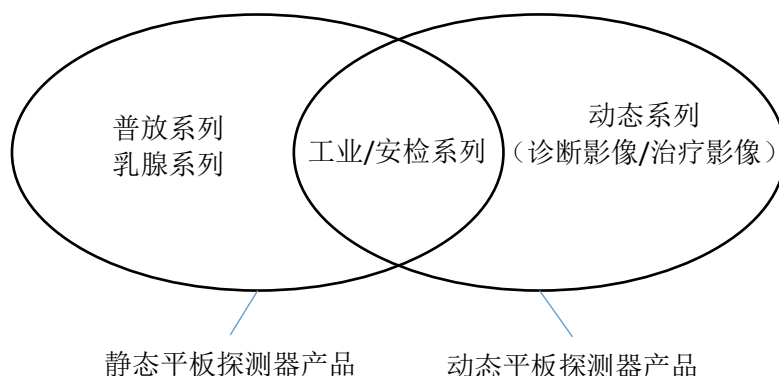 普放系列
乳腺系列
工业/安检系列
动态系列
（诊断影像/治疗影像）
静态平板探测器产品
动态平板探测器产品